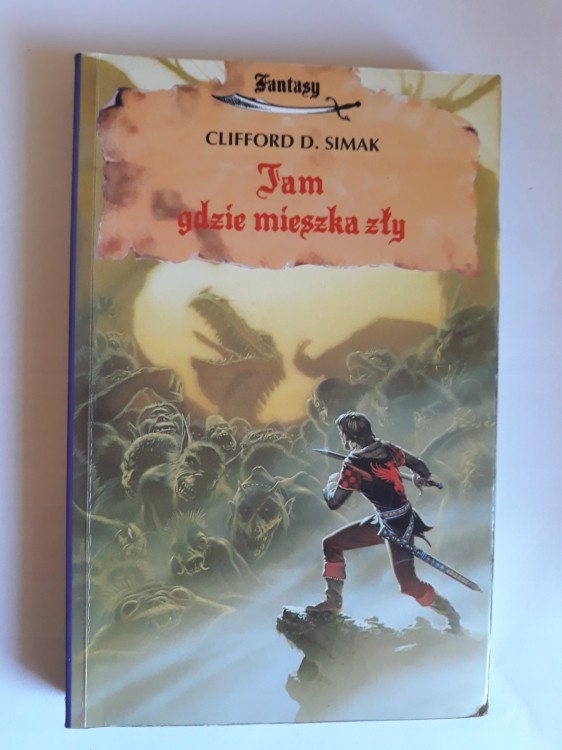 Fantasy
CLIFFORD D. SIMAK
Tam
gdzie mieszka zły